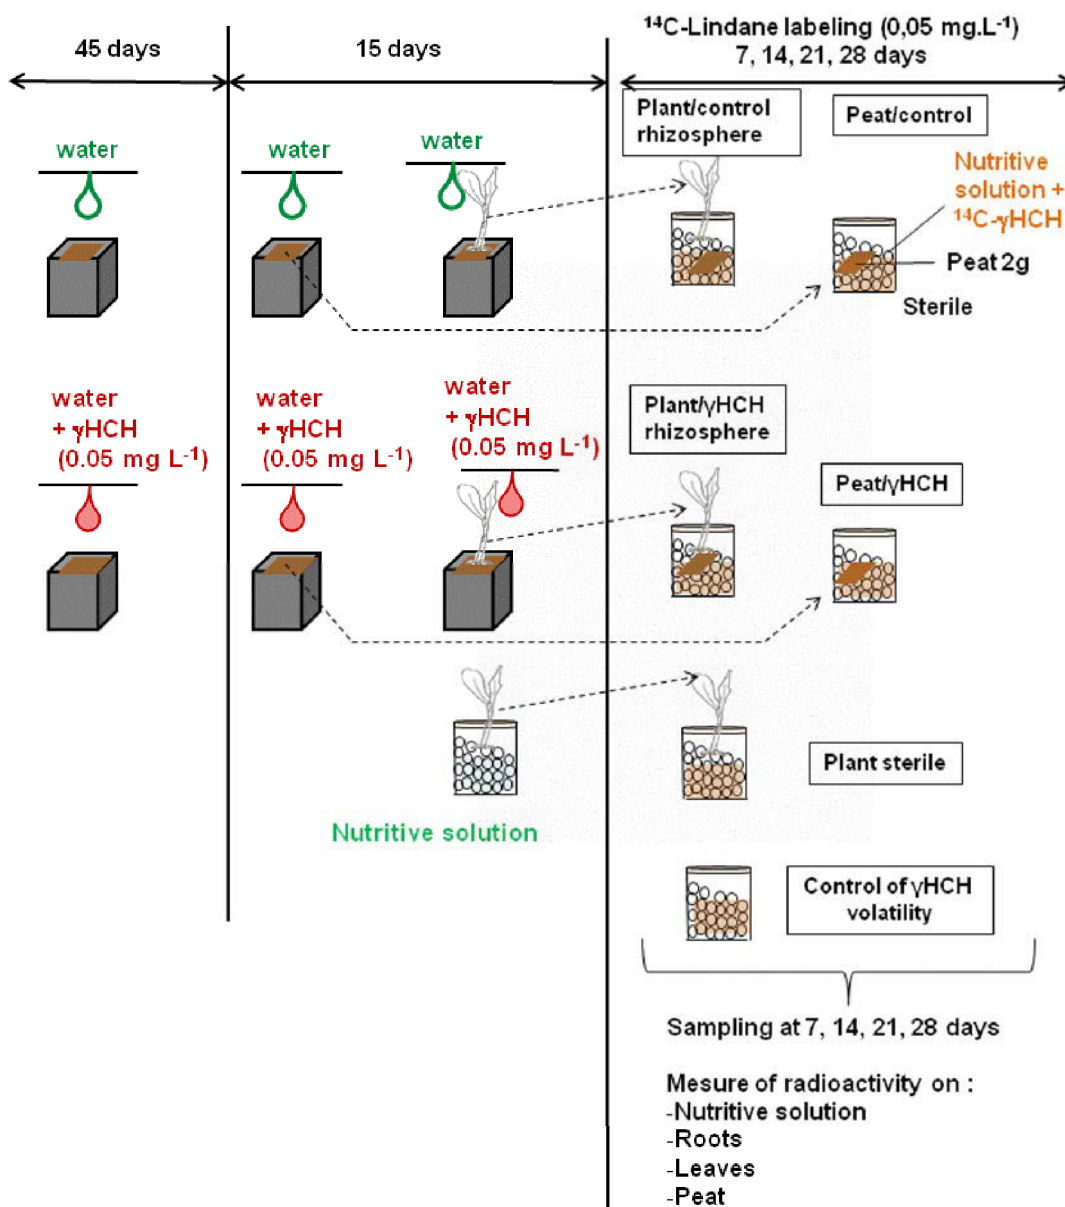 45 days
15 days
¹⁴C-Lindane labeling (0,05 mg.L⁻¹)
7, 14, 21, 28 days
Plant/control
rhizosphere
Peat/control
water
water
water
Nutritive
solution +
¹⁴C-γHCH
Peat 2g
Sterile
water
+ γHCH
(0.05 mg L⁻¹)
water
+ γHCH
(0.05 mg L⁻¹)
water
+ γHCH
(0.05 mg L⁻¹)
Plant/γHCH
rhizosphere
Peat/γHCH
Plant sterile
Nutritive solution
Control of γHCH
volatility
Sampling at 7, 14, 21, 28 days
Mesure of radioactivity on :
-Nutritive solution
-Roots
-Leaves
-Peat